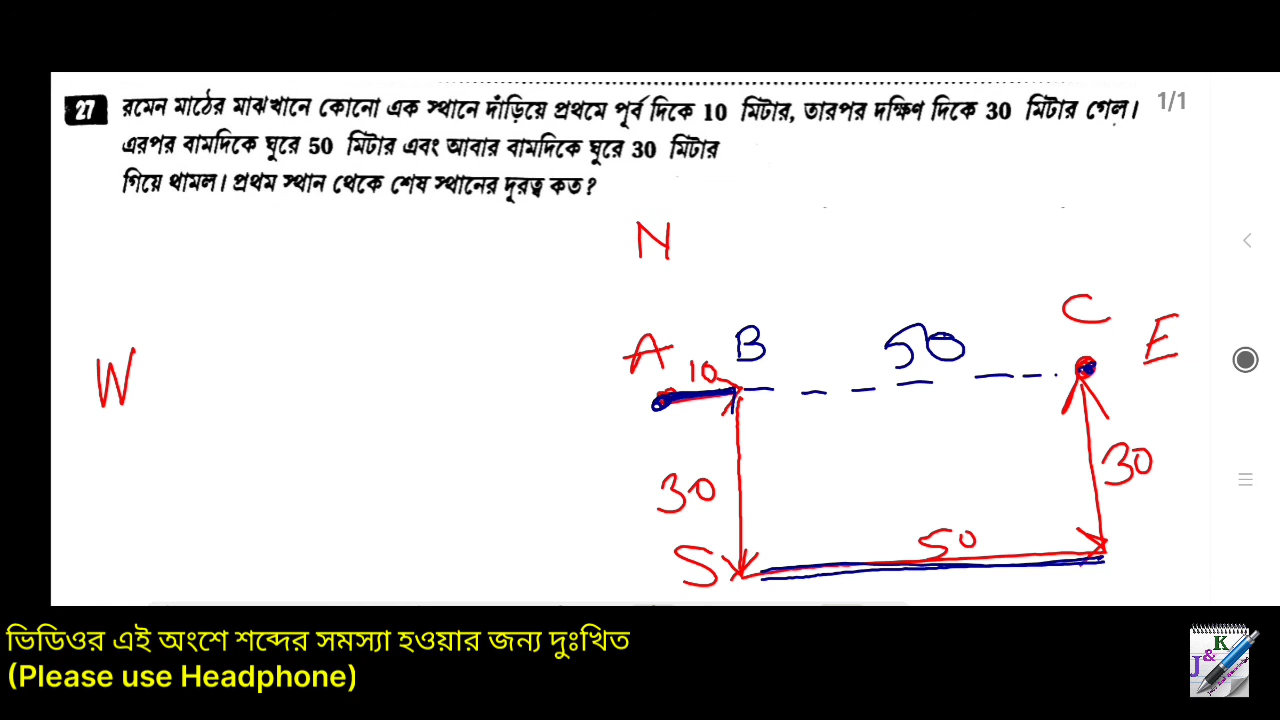 27 রমেন মাঠের মাঝখানে কোনো এক স্থানে দাঁড়িয়ে প্রথমে পূর্ব দিকে 10 মিটার, তারপর দক্ষিণ দিকে 30 মিটার গেল। 1/1
এরপর বামদিকে ঘুরে 50 মিটার এবং আবার বামদিকে ঘুরে 30 মিটার
গিয়ে থামল। প্রথম স্থান থেকে শেষ স্থানের দূরত্ব কত?
N
C
A B 50 E
W 10
30 30
S 50
ভিডিওর এই অংশে শব্দের সমস্যা হওয়ার জন্য দুঃখিত
(Please use Headphone)
J & K